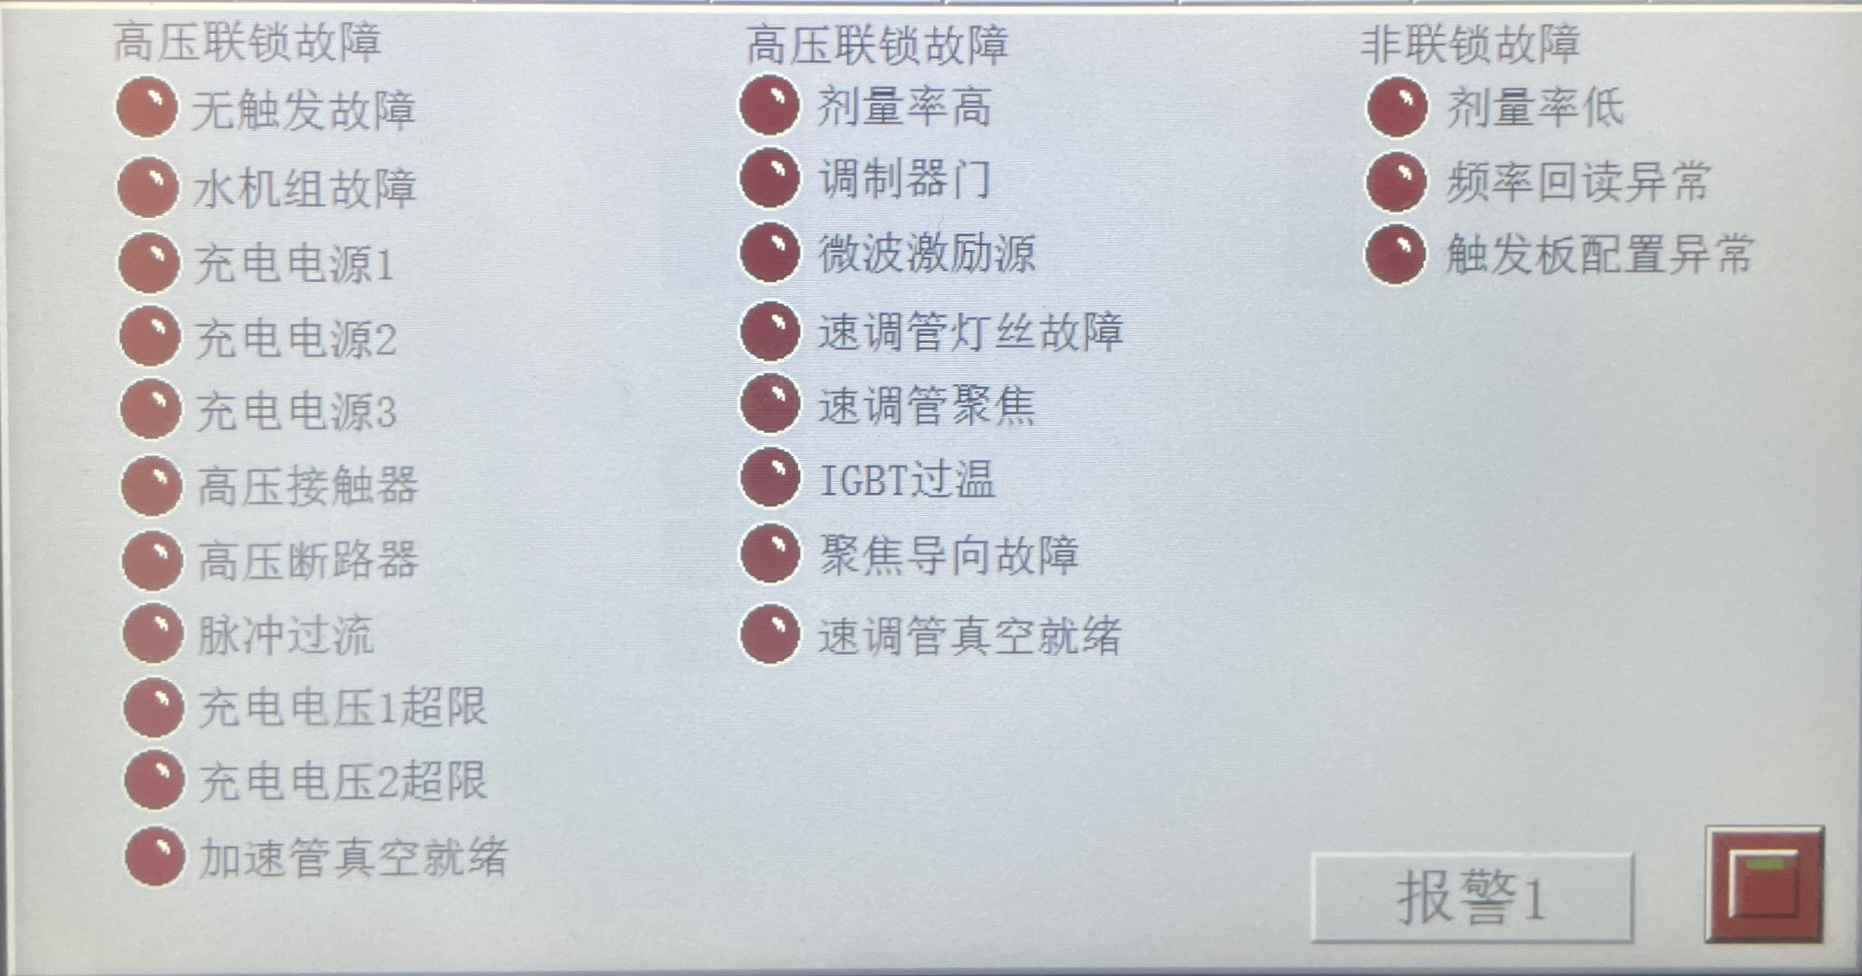 高压联锁故障
无触发故障
水机组故障
充电电源1
充电电源2
充电电源3
高压接触器
高压断路器
脉冲过流
充电电压1超限
充电电压2超限
加速管真空就绪
高压联锁故障
剂量率高
调制器门
微波激励源
速调管灯丝故障
速调管聚焦
IGBT过温
聚焦导向故障
速调管真空就绪
非联锁故障
剂量率低
频率回读异常
触发板配置异常
报警1